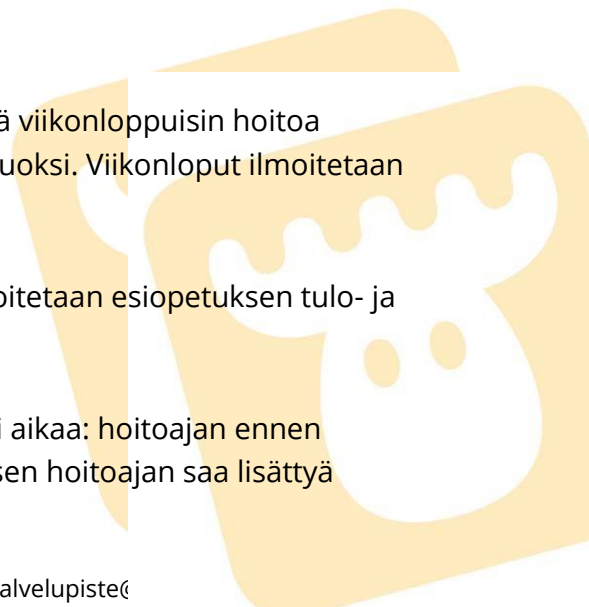 ä viikonloppuisin hoitoa
uoksi. Viikonloput ilmoitetaan
oitetaan esiopetuksen tulo- ja
i aikaa: hoitoajan ennen
sen hoitoajan saa lisättyä
alvelupiste@